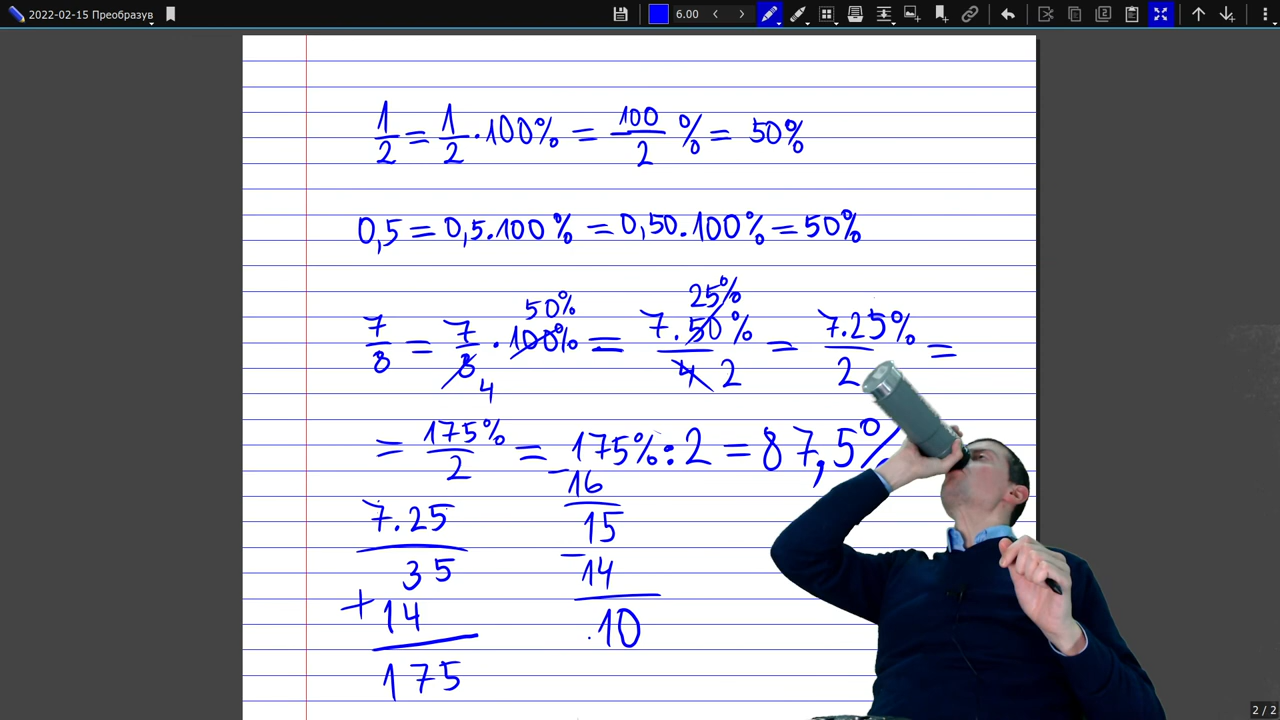 2022-02-15 Преобразув
6.00
1/2 = 1/2 · 100% = 100/2 % = 50%
0,5 = 0,5.100% = 0,50.100% = 50%
50% 25%
7/8 = 7/8 · 100% = 7.50%/4 2 = 7.25%/2 =
4
= 175%/2 = 175% : 2 = 87,5%
7.25
35
+ 14
175
- 16
15
- 14
10
2 / 2